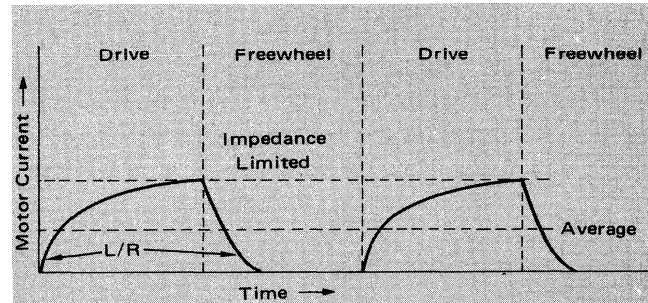 Drive Freewheel Drive Freewheel
Impedance
Limited
Motor Current
Average
L/R
Time